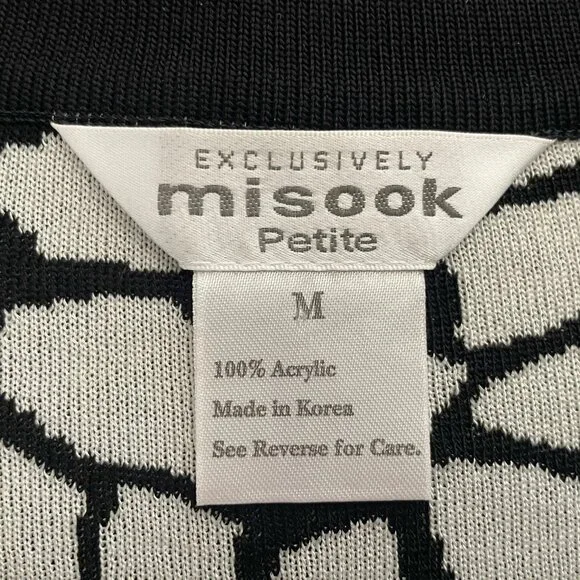 EXCLUSIVELY
misook
Petite
M
100% Acrylic
Made in Korea
See Reverse for Care.